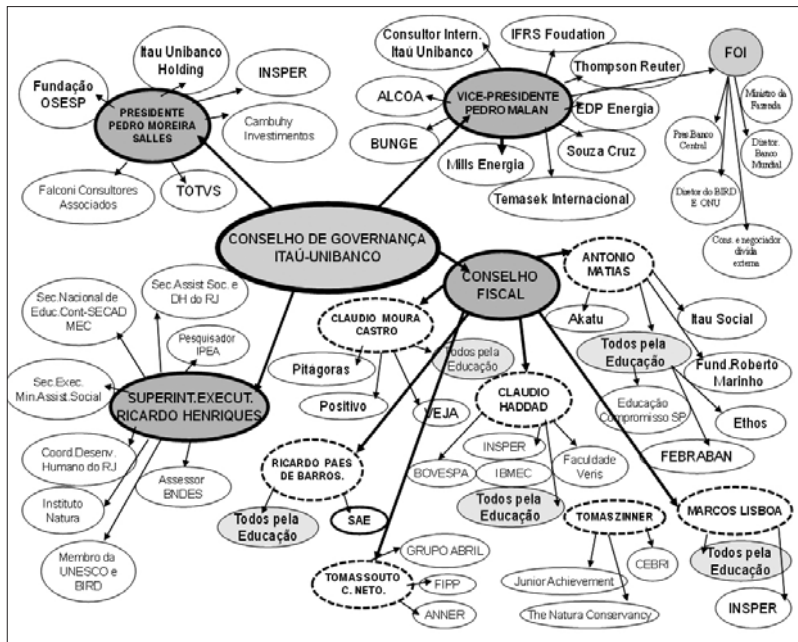 Itau Unibanco
Holding
INSPER
Fundação
OSESP
PRESIDENTE
PEDRO MOREIRA
SALLES
Cambuhy
Investimentos
Falconi Consultores
Associados
TOTVS
Consultor Intern.
Itaú Unibanco
IFRS Foudation
Thompson Reuter
ALCOA
VICE-PRESIDENTE
PEDRO MALAN
EDP Energia
BUNGE
Souza Cruz
Mills Energia
Temasek Internacional
FOI
Ministro da
Fazenda
Pres.Banco
Central
Diretor.
Banco
Mundial
Diretor do BIRD
E ONU
Cons. e negociador
dívida
externa
CONSELHO DE GOVERNANÇA
ITAÚ-UNIBANCO
CONSELHO
FISCAL
ANTONIO
MATIAS
Akatu
Itau Social
Todos pela
Educação
Fund.Roberto
Marinho
Educação
Compromisso SP
Ethos
FEBRABAN
CLAUDIO MOURA
CASTRO
Todos pela
Educação
Pitágoras
Positivo
VEJA
CLAUDIO
HADDAD
INSPER
BOVESPA
IBMEC
Faculdade
Veris
Todos pela
Educação
Sec.Assist Soc. e
DH do RJ
Sec.Nacional de
Educ.Cont-SECAD
MEC
Pesquisador
IPEA
Sec.Exec.
Min.Assist.Social
SUPERINT.EXECUT.
RICARDO HENRIQUES
Coord.Desenv.
Humano do RJ
Assessor
BNDES
Instituto
Natura
Membro da
UNESCO e
BIRD
RICARDO PAES
DE BARROS.
Todos pela
Educação
SAE
TOMAS SOUTO
C. NETO.
GRUPO ABRIL
FIPP
ANNER
TOMAS ZINNER
CEBRI
Junior Achievement
The Natura Conservancy
MARCOS LISBOA
Todos pela
Educação
INSPER